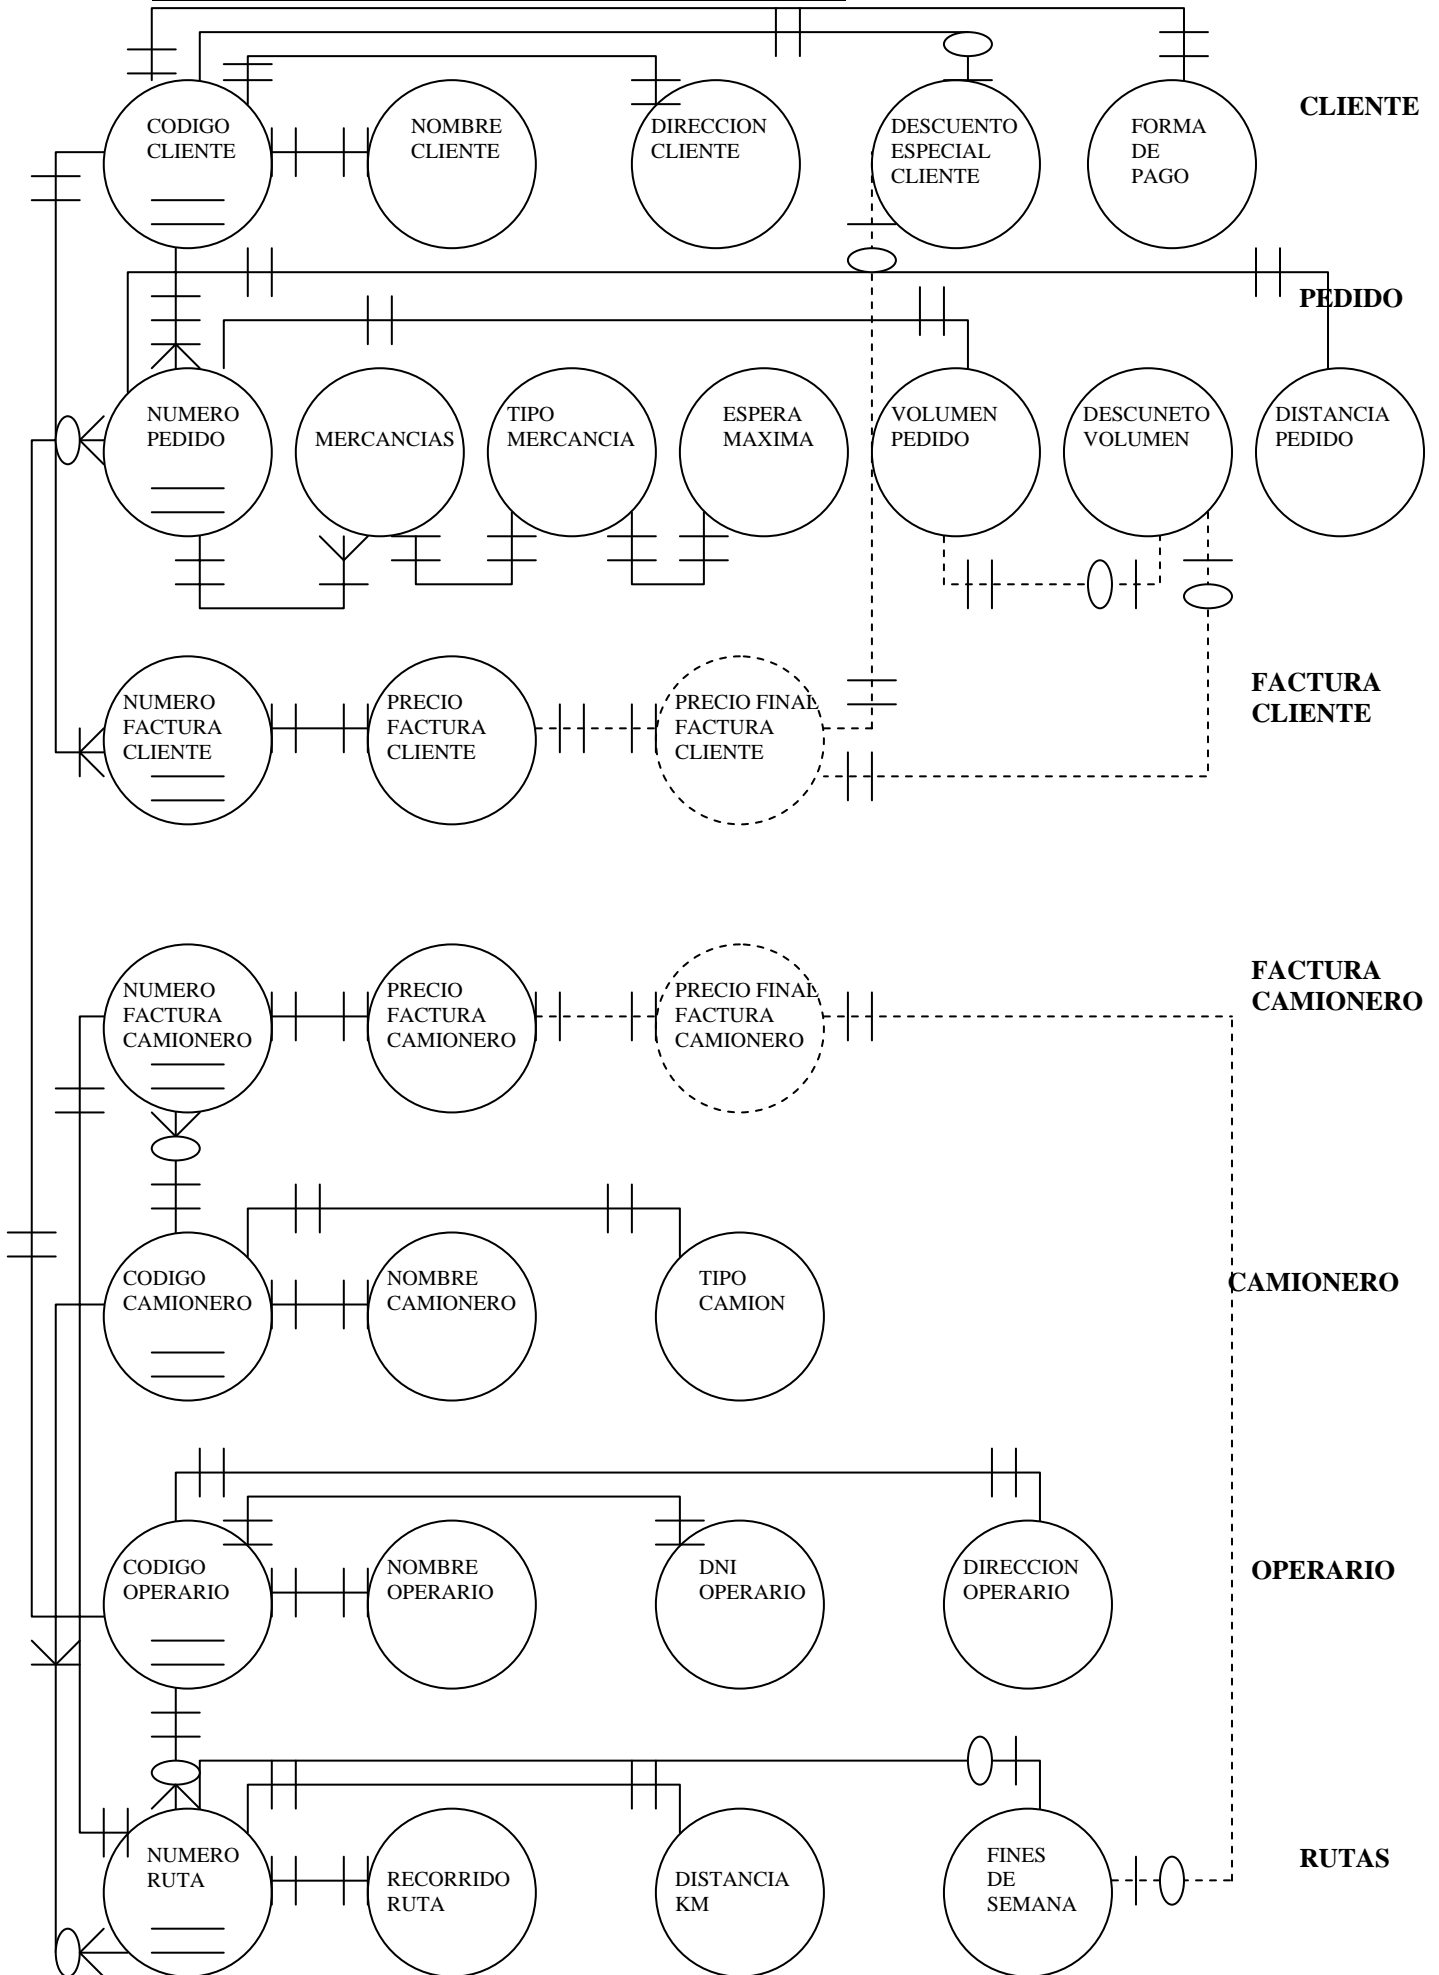 CODIGO
CLIENTE
NOMBRE
CLIENTE
DIRECCION
CLIENTE
DESCUENTO
ESPECIAL
CLIENTE
FORMA
DE
PAGO
CLIENTE
PEDIDO
NUMERO
PEDIDO
MERCANCIAS
TIPO
MERCANCIA
ESPERA
MAXIMA
VOLUMEN
PEDIDO
DESCUNETO
VOLUMEN
DISTANCIA
PEDIDO
NUMERO
FACTURA
CLIENTE
PRECIO
FACTURA
CLIENTE
PRECIO FINAL
FACTURA
CLIENTE
FACTURA
CLIENTE
NUMERO
FACTURA
CAMIONERO
PRECIO
FACTURA
CAMIONERO
PRECIO FINAL
FACTURA
CAMIONERO
FACTURA
CAMIONERO
CODIGO
CAMIONERO
NOMBRE
CAMIONERO
TIPO
CAMION
CAMIONERO
CODIGO
OPERARIO
NOMBRE
OPERARIO
DNI
OPERARIO
DIRECCION
OPERARIO
OPERARIO
NUMERO
RUTA
RECORRIDO
RUTA
DISTANCIA
KM
FINES
DE
SEMANA
RUTAS